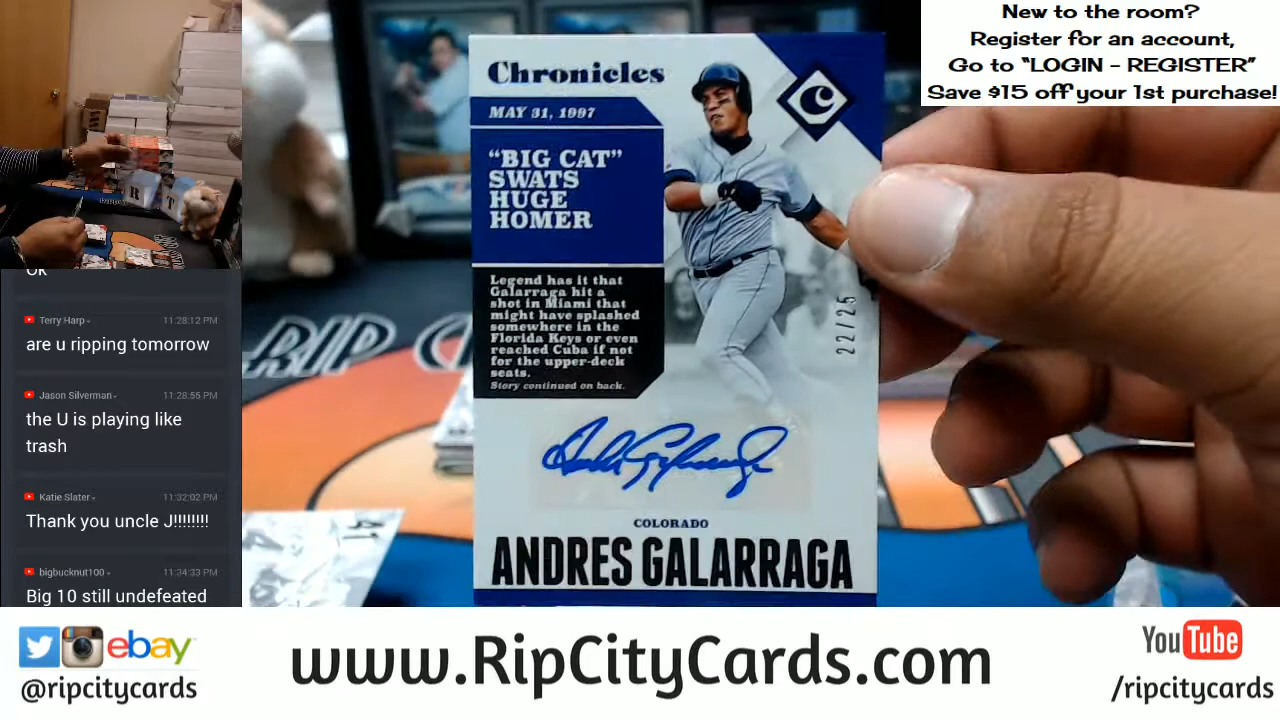 New to the room?
Register for an account,
Go to “LOGIN - REGISTER”
Save $15 off your 1st purchase!
Chronicles
C
MAY 31, 1997
“BIG CAT”
SWATS
HUGE
HOMER
Legend has it that
Galarraga hit a
shot in Miami that
might have splashed
somewhere in the
Florida Keys or even
reached Cuba if not
for the upper-deck
seats.
Story continued on back.
22/25
COLORADO
ANDRES GALARRAGA
RIP C
41
OK
Terry Harp 11:28:12 PM
are u ripping tomorrow
Jason Silverman 11:28:55 PM
the U is playing like
trash
Katie Slater 11:32:02 PM
Thank you uncle J!!!!!!!!
bigbucknut100 11:34:33 PM
Big 10 still undefeated
ebay
@ripcitycards
www.RipCityCards.com
YouTube
/ripcitycards